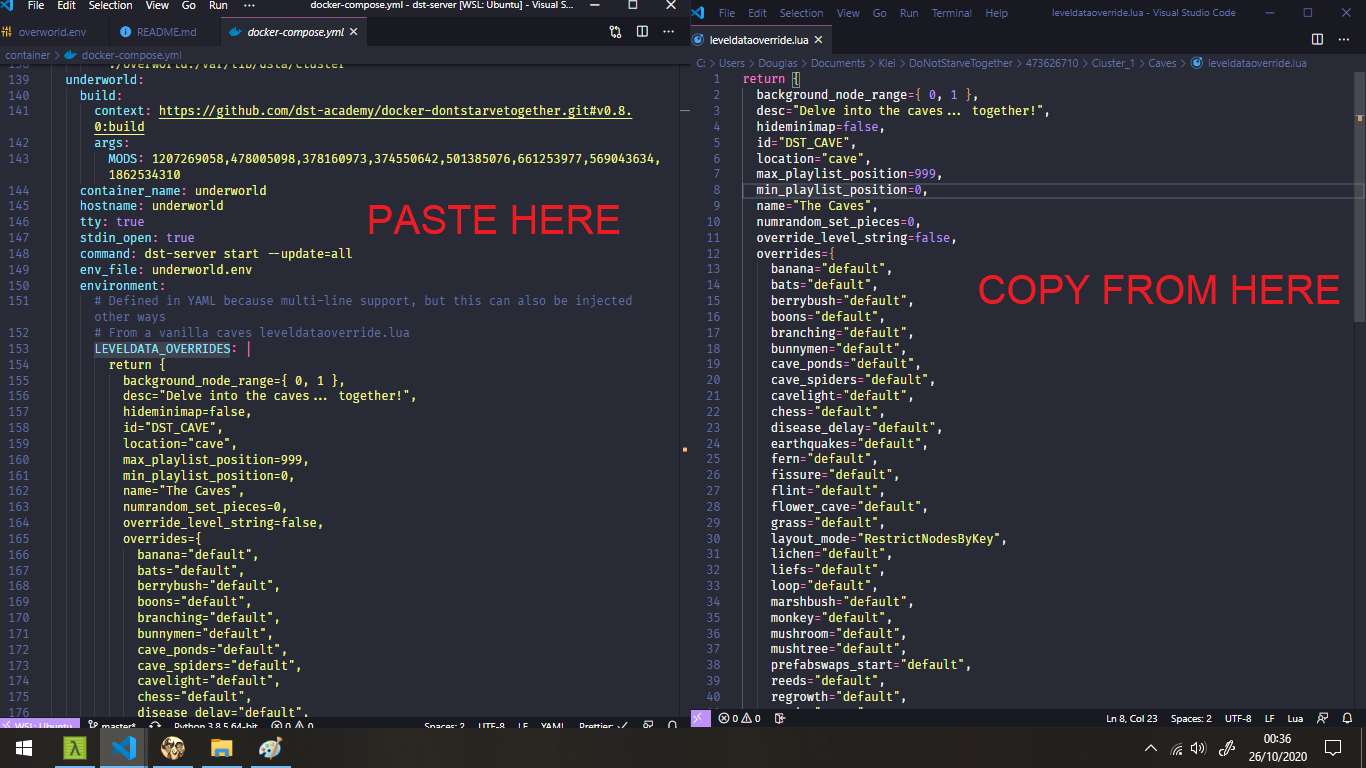 File Edit Selection View Go Run ··· docker-compose.yml - dst-server [WSL: Ubuntu] - Visual S...
overworld.env README.md docker-compose.yml
container > docker-compose.yml
138 - ./overworld:/var/lib/dsta/cluster
139 underworld:
140 build:
141 context: https://github.com/dst-academy/docker-dontstarvetogether.git#v0.8.
0:build
142 args:
143 MODS: 1207269058,478005098,378160973,374550642,501385076,661253977,569043634,
1862534310
144 container_name: underworld
145 hostname: underworld
146 tty: true
147 stdin_open: true
148 command: dst-server start --update=all
149 env_file: underworld.env
150 environment:
151 # Defined in YAML because multi-line support, but this can also be injected
other ways
152 # From a vanilla caves leveldataoverride.lua
153 LEVELDATA_OVERRIDES: |
154 return {
155 background_node_range={ 0, 1 },
156 desc="Delve into the caves... together!",
157 hideminimap=false,
158 id="DST_CAVE",
159 location="cave",
160 max_playlist_position=999,
161 min_playlist_position=0,
162 name="The Caves",
163 numrandom_set_pieces=0,
164 override_level_string=false,
165 overrides={
166 banana="default",
167 bats="default",
168 berrybush="default",
169 boons="default",
170 branching="default",
171 bunnymen="default",
172 cave_ponds="default",
173 cave_spiders="default",
174 cavelight="default",
175 chess="default",
176 disease_delay="default",
PASTE HERE
WSL: Ubuntu master* Python 3.8.5 64-bit 0 0 Spaces: 2 UTF-8 LF YAML Prettier: ✓
File Edit Selection View Go Run Terminal Help leveldataoverride.lua - Visual Studio Code
leveldataoverride.lua
C: > Users > Douglas > Documents > Klei > DoNotStarveTogether > 473626710 > Cluster_1 > Caves > leveldataoverride.lua
1 return {
2 background_node_range={ 0, 1 },
3 desc="Delve into the caves... together!",
4 hideminimap=false,
5 id="DST_CAVE",
6 location="cave",
7 max_playlist_position=999,
8 min_playlist_position=0,
9 name="The Caves",
10 numrandom_set_pieces=0,
11 override_level_string=false,
12 overrides={
13 banana="default",
14 bats="default",
15 berrybush="default",
16 boons="default",
17 branching="default",
18 bunnymen="default",
19 cave_ponds="default",
20 cave_spiders="default",
21 cavelight="default",
22 chess="default",
23 disease_delay="default",
24 earthquakes="default",
25 fern="default",
26 fissure="default",
27 flint="default",
28 flower_cave="default",
29 grass="default",
30 layout_mode="RestrictNodesByKey",
31 lichen="default",
32 liefs="default",
33 loop="default",
34 marshbush="default",
35 monkey="default",
36 mushroom="default",
37 mushtree="default",
38 prefabswaps_start="default",
39 reeds="default",
40 regrowth="default",
COPY FROM HERE
0 0 Ln 8, Col 23 Spaces: 2 UTF-8 LF Lua
00:36
26/10/2020